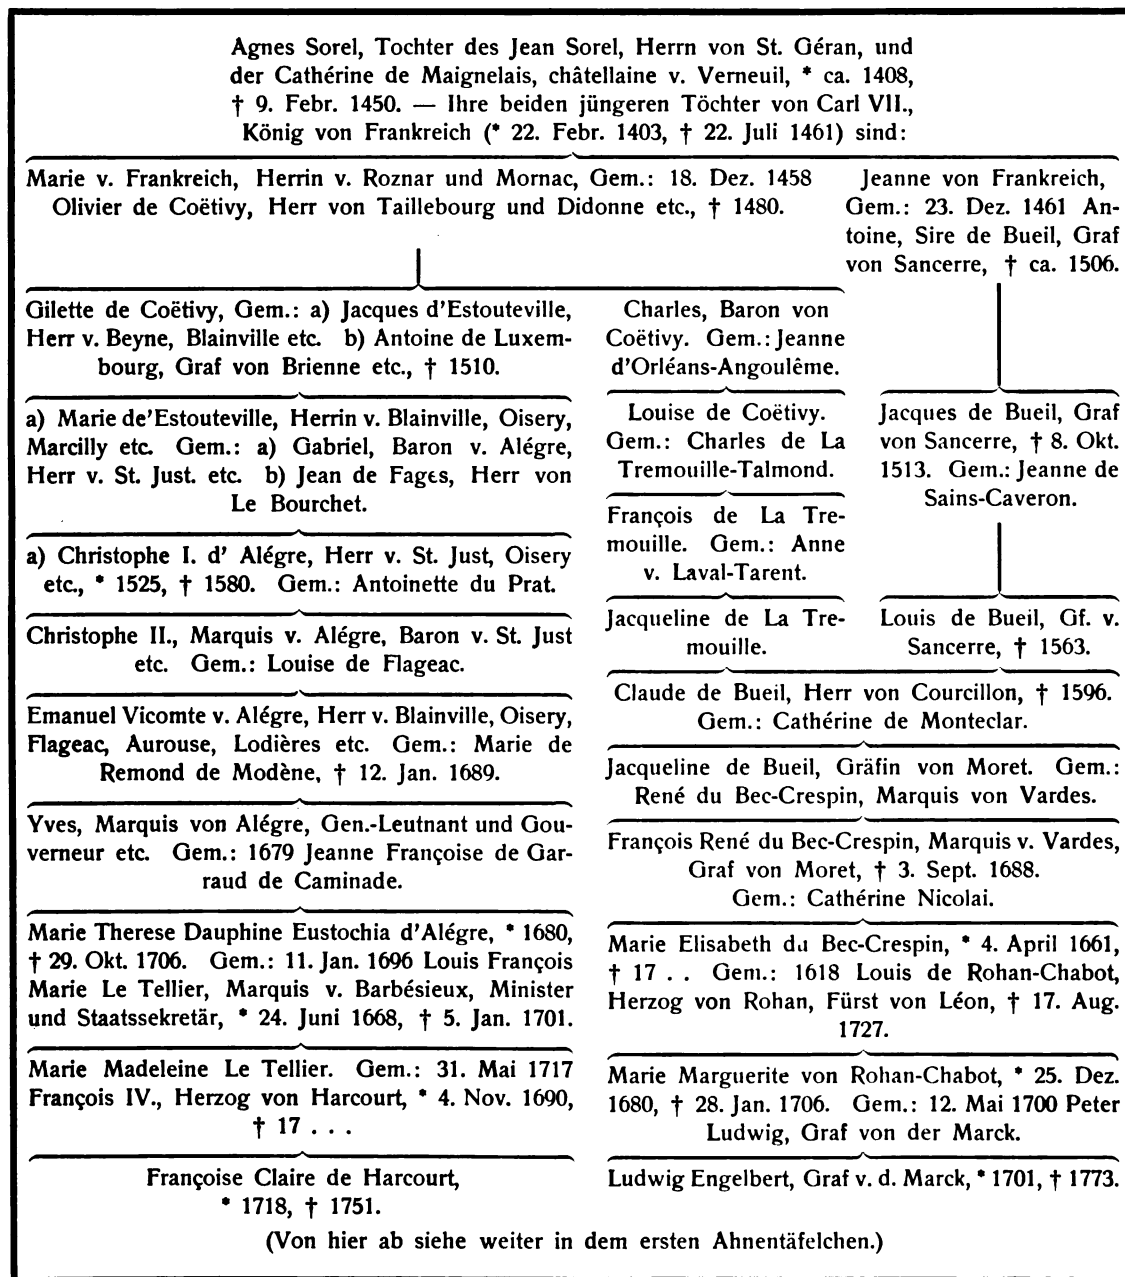 Agnes Sorel, Tochter des Jean Sorel, Herrn von St. Géran, und
der Cathérine de Maignelais, châtellaine v. Verneuil, * ca. 1408,
† 9. Febr. 1450. — Ihre beiden jüngeren Töchter von Carl VII.,
König von Frankreich (* 22. Febr. 1403, † 22. Juli 1461) sind:
Marie v. Frankreich, Herrin v. Roznar und Mornac, Gem.: 18. Dez. 1458
Olivier de Coëtivy, Herr von Taillebourg und Didonne etc., † 1480.
Jeanne von Frankreich,
Gem.: 23. Dez. 1461 An-
toine, Sire de Bueil, Graf
von Sancerre, † ca. 1506.
Gilette de Coëtivy, Gem.: a) Jacques d'Estouteville,
Herr v. Beyne, Blainville etc. b) Antoine de Luxem-
bourg, Graf von Brienne etc., † 1510.
Charles, Baron von
Coëtivy. Gem.: Jeanne
d'Orléans-Angoulême.
a) Marie de'Estouteville, Herrin v. Blainville, Oisery,
Marcilly etc. Gem.: a) Gabriel, Baron v. Alégre,
Herr v. St. Just. etc. b) Jean de Fages, Herr von
Le Bourchet.
Louise de Coëtivy.
Gem.: Charles de La
Tremouille-Talmond.
Jacques de Bueil, Graf
von Sancerre, † 8. Okt.
1513. Gem.: Jeanne de
Sains-Caveron.
François de La Tre-
mouille. Gem.: Anne
v. Laval-Tarent.
a) Christophe I. d' Alégre, Herr v. St. Just, Oisery
etc., * 1525, † 1580. Gem.: Antoinette du Prat.
Jacqueline de La Tre-
mouille.
Louis de Bueil, Gf. v.
Sancerre, † 1563.
Christophe II., Marquis v. Alégre, Baron v. St. Just
etc. Gem.: Louise de Flageac.
Claude de Bueil, Herr von Courcillon, † 1596.
Gem.: Cathérine de Monteclar.
Emanuel Vicomte v. Alégre, Herr v. Blainville, Oisery,
Flageac, Aurouse, Lodières etc. Gem.: Marie de
Remond de Modène, † 12. Jan. 1689.
Jacqueline de Bueil, Gräfin von Moret. Gem.:
René du Bec-Crespin, Marquis von Vardes.
Yves, Marquis von Alégre, Gen.-Leutnant und Gou-
verneur etc. Gem.: 1679 Jeanne Françoise de Gar-
raud de Caminade.
François René du Bec-Crespin, Marquis v. Vardes,
Graf von Moret, † 3. Sept. 1688.
Gem.: Cathérine Nicolai.
Marie Therese Dauphine Eustochia d'Alégre, * 1680,
† 29. Okt. 1706. Gem.: 11. Jan. 1696 Louis François
Marie Le Tellier, Marquis v. Barbésieux, Minister
und Staatssekretär, * 24. Juni 1668, † 5. Jan. 1701.
Marie Elisabeth du Bec-Crespin, * 4. April 1661,
† 17 . . Gem.: 1618 Louis de Rohan-Chabot,
Herzog von Rohan, Fürst von Léon, † 17. Aug.
1727.
Marie Madeleine Le Tellier. Gem.: 31. Mai 1717
François IV., Herzog von Harcourt, * 4. Nov. 1690,
† 17 . . .
Marie Marguerite von Rohan-Chabot, * 25. Dez.
1680, † 28. Jan. 1706. Gem.: 12. Mai 1700 Peter
Ludwig, Graf von der Marck.
Françoise Claire de Harcourt,
* 1718, † 1751.
Ludwig Engelbert, Graf v. d. Marck, * 1701, † 1773.
(Von hier ab siehe weiter in dem ersten Ahnentäfelchen.)